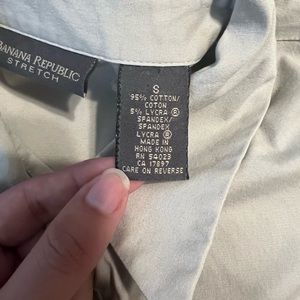 BANANA REPUBLIC
STRETCH
S
95% COTTON/
COTON
5% LYCRA ®
SPANDEX/
SPANDEX
LYCRA ®
MADE IN
HONG KONG
RN 54023
CA 17897
CARE ON REVERSE